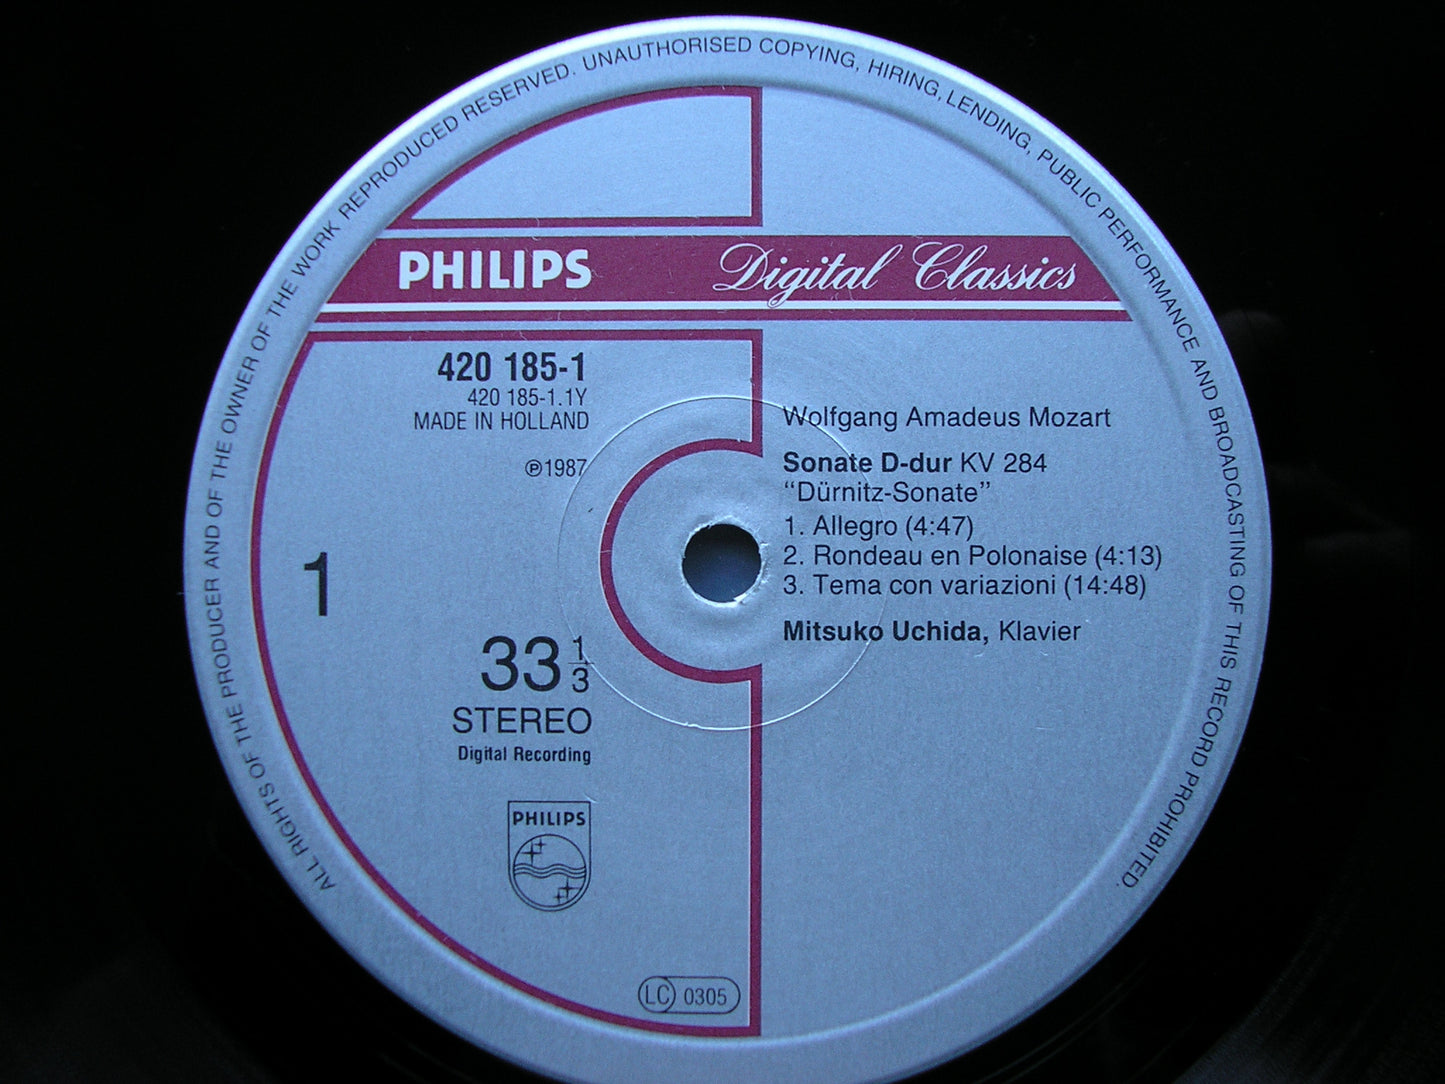 ALL RIGHTS OF THE PRODUCER AND OF THE OWNER OF THE WORK REPRODUCED RESERVED. UNAUTHORISED COPYING, HIRING, LENDING, PUBLIC PERFORMANCE AND BROADCASTING OF THIS RECORD PROHIBITED.
PHILIPS Digital Classics
420 185-1
420 185-1.1Y
MADE IN HOLLAND
℗1987
1
33 1/3
STEREO
Digital Recording
PHILIPS
LC 0305
Wolfgang Amadeus Mozart
Sonate D-dur KV 284
“Dürnitz-Sonate”
1. Allegro (4:47)
2. Rondeau en Polonaise (4:13)
3. Tema con variazioni (14:48)
Mitsuko Uchida, Klavier